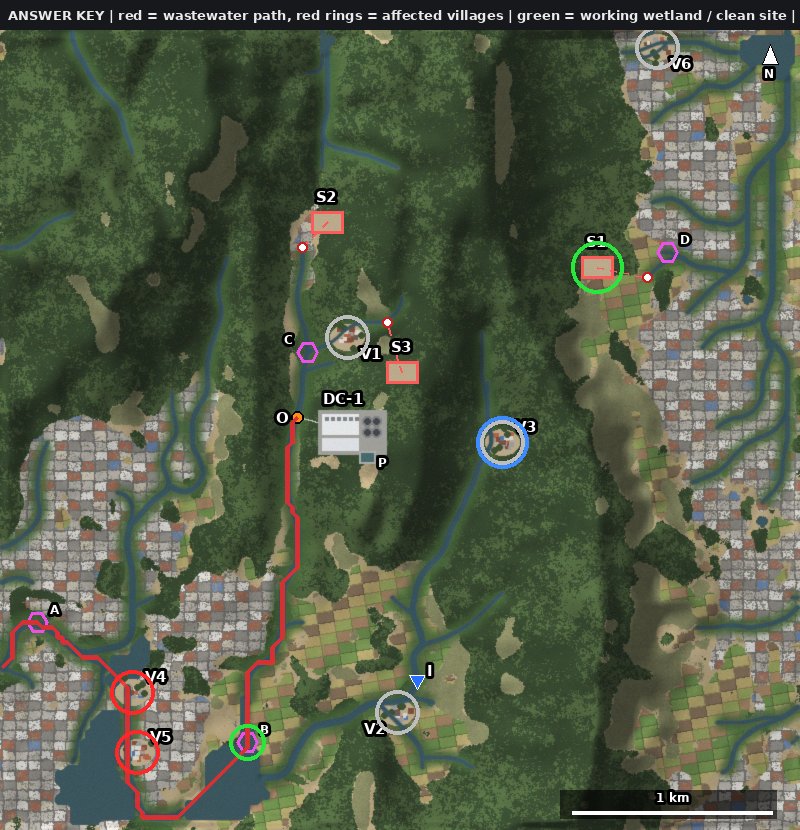 ANSWER KEY | red = wastewater path, red rings = affected villages | green = working wetland / clean site |
V6
N
S2
S1
D
C
V1
S3
DC-1
O
P
V3
A
I
V4
V2
V5
B
1 km